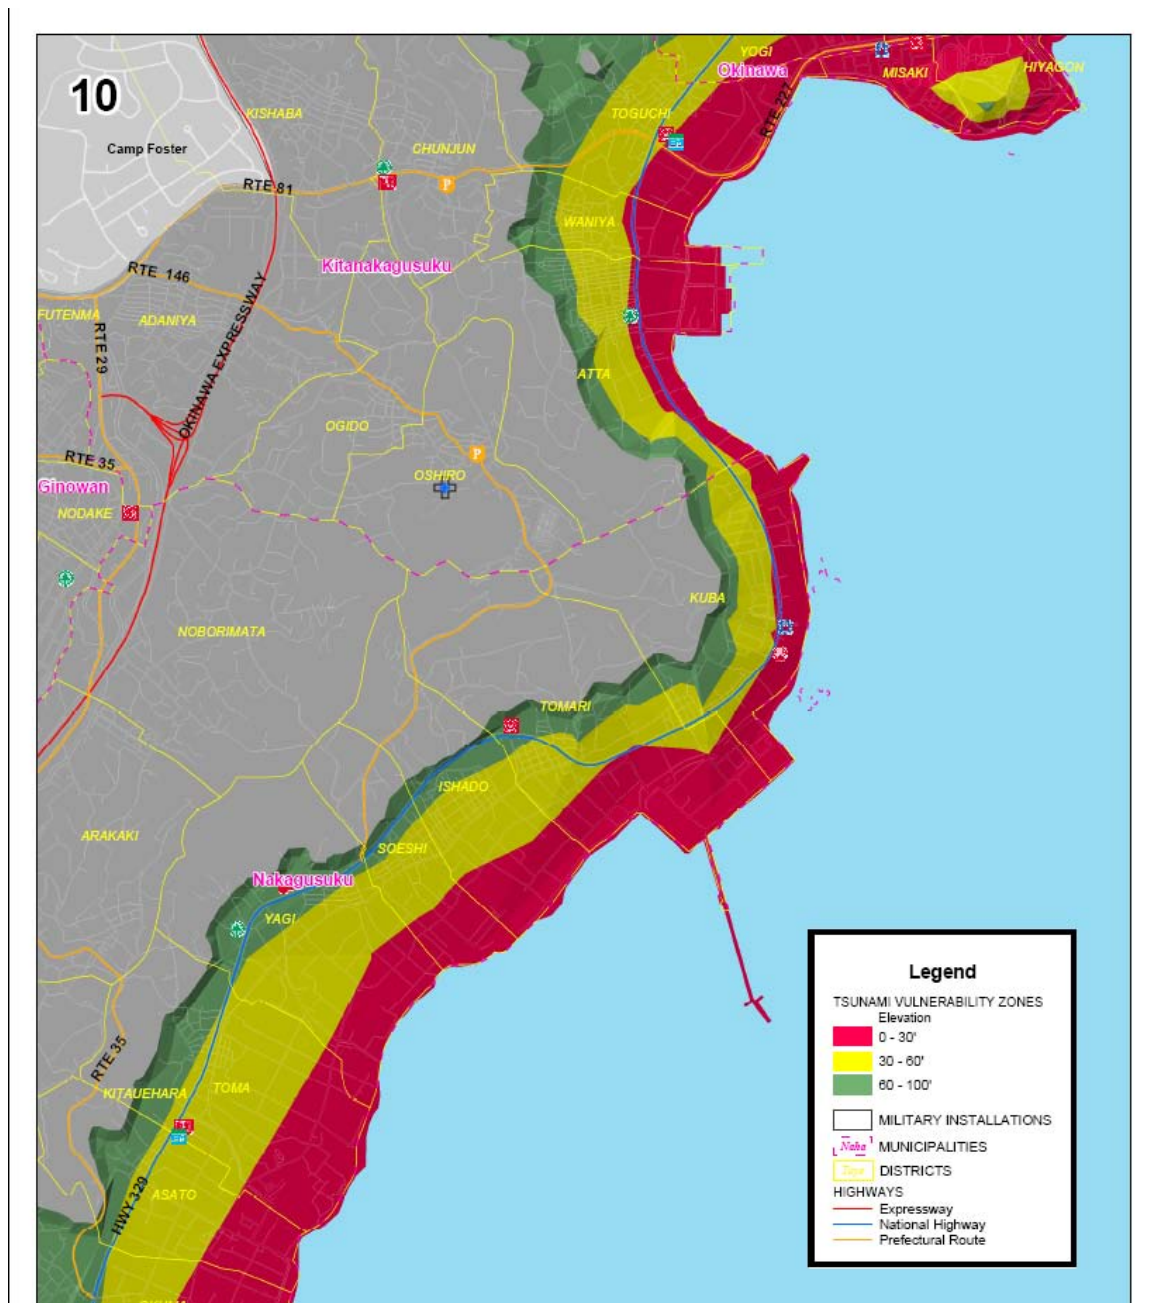 10
YOGI
Okinawa
MISAKI
HIYAGON
Camp Foster
KISHABA
TOGUCHI
RTE 227
CHUNJUN
P
RTE 81
WANIYA
Kitanakagusuku
RTE 146
FUTENMA
ADANIYA
OKINAWA EXPRESSWAY
RTE 29
ATTA
OGIDO
P
RTE 35
OSHIRO
Ginowan
NODAKE
KUBA
NOBORIMATA
TOMARI
ISHADO
ARAKAKI
SOESHI
Nakagusuku
YAGI
RTE 35
KITAUEHARA
TOMA
ASATO
HWY 329
Legend
TSUNAMI VULNERABILITY ZONES
Elevation
0 - 30'
30 - 60'
60 - 100'
MILITARY INSTALLATIONS
Naha MUNICIPALITIES
DISTRICTS
HIGHWAYS
Expressway
National Highway
Prefectural Route